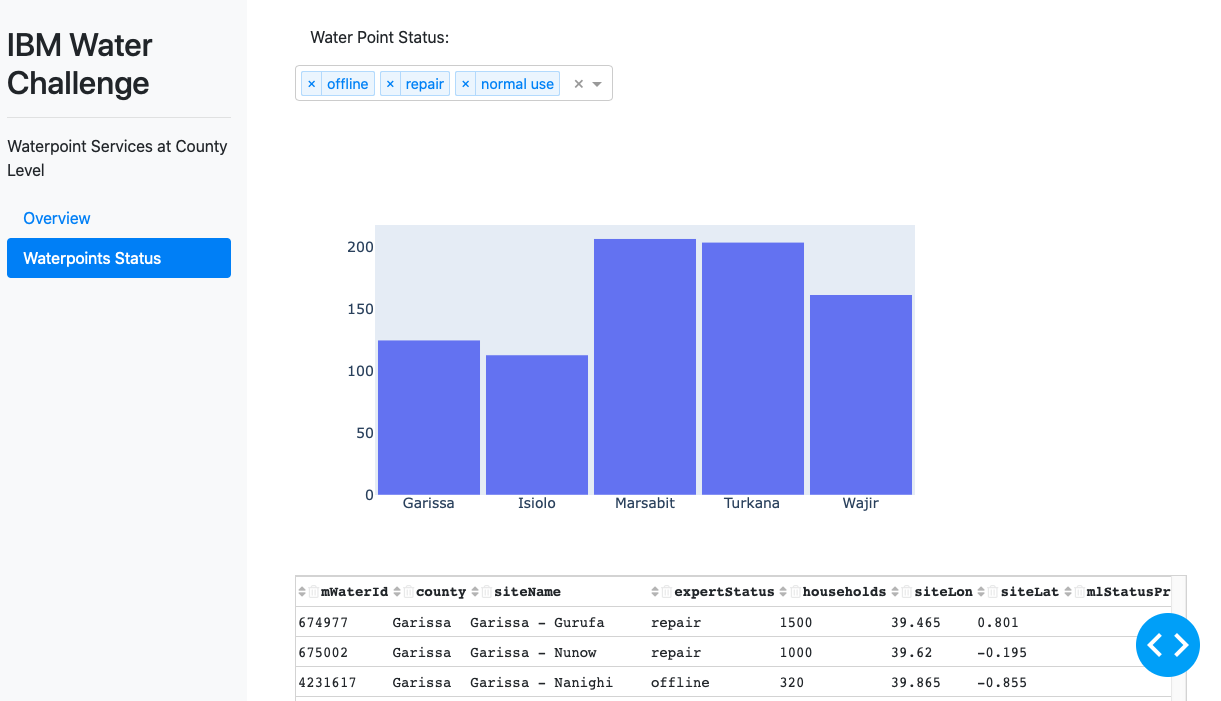 IBM Water
Challenge
Waterpoint Services at County
Level
Overview
Waterpoints Status
Water Point Status:
× offline × repair × normal use ×
200
150
100
50
0
Garissa Isiolo Marsabit Turkana Wajir
mWaterId county siteName expertStatus households siteLon siteLat mlStatusPr
674977 Garissa Garissa - Gurufa repair 1500 39.465 0.801
675002 Garissa Garissa - Nunow repair 1000 39.62 -0.195
4231617 Garissa Garissa - Nanighi offline 320 39.865 -0.855